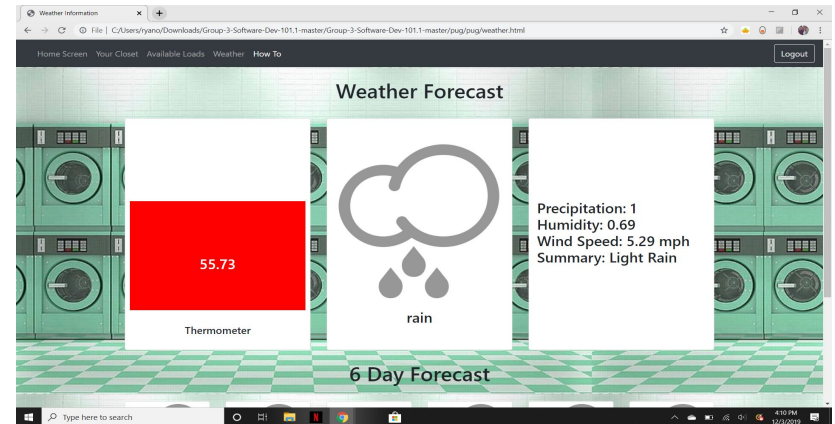 Weather Information
File | C:/Users/ryano/Downloads/Group-3-Software-Dev-101.1-master/Group-3-Software-Dev-101.1-master/pug/pug/weather.html
Home Screen Your Closet Available Loads Weather How To Logout
Weather Forecast
55.73
Thermometer
rain
Precipitation: 1
Humidity: 0.69
Wind Speed: 5.29 mph
Summary: Light Rain
6 Day Forecast
Type here to search
4:10 PM
12/3/2019